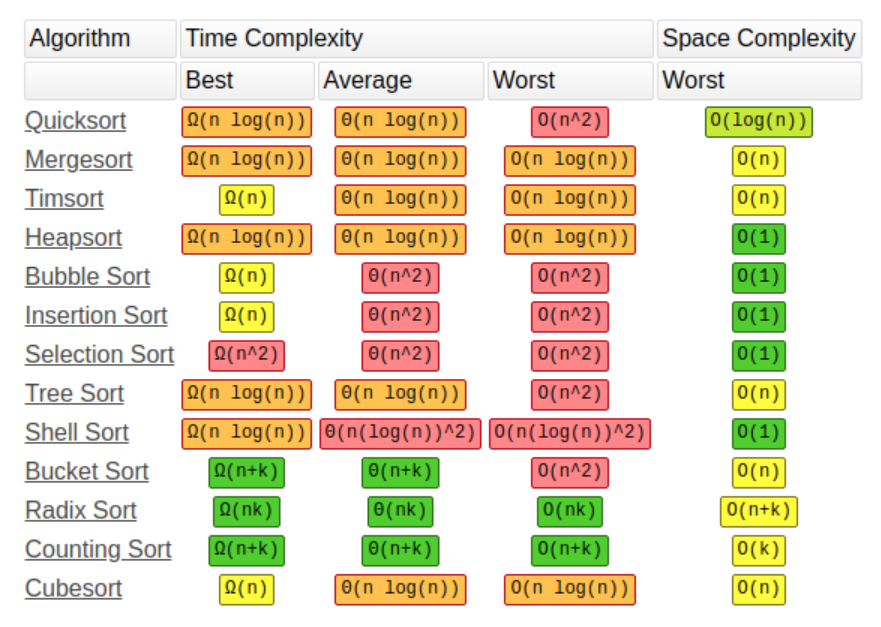 Algorithm Time Complexity Space Complexity
Best Average Worst Worst
Quicksort Ω(n log(n)) θ(n log(n)) O(n^2) O(log(n))
Mergesort Ω(n log(n)) θ(n log(n)) O(n log(n)) O(n)
Timsort Ω(n) θ(n log(n)) O(n log(n)) O(n)
Heapsort Ω(n log(n)) θ(n log(n)) O(n log(n)) O(1)
Bubble Sort Ω(n) θ(n^2) O(n^2) O(1)
Insertion Sort Ω(n) θ(n^2) O(n^2) O(1)
Selection Sort Ω(n^2) θ(n^2) O(n^2) O(1)
Tree Sort Ω(n log(n)) θ(n log(n)) O(n^2) O(n)
Shell Sort Ω(n log(n)) θ(n(log(n))^2) O(n(log(n))^2) O(1)
Bucket Sort Ω(n+k) θ(n+k) O(n^2) O(n)
Radix Sort Ω(nk) θ(nk) O(nk) O(n+k)
Counting Sort Ω(n+k) θ(n+k) O(n+k) O(k)
Cubesort Ω(n) θ(n log(n)) O(n log(n)) O(n)